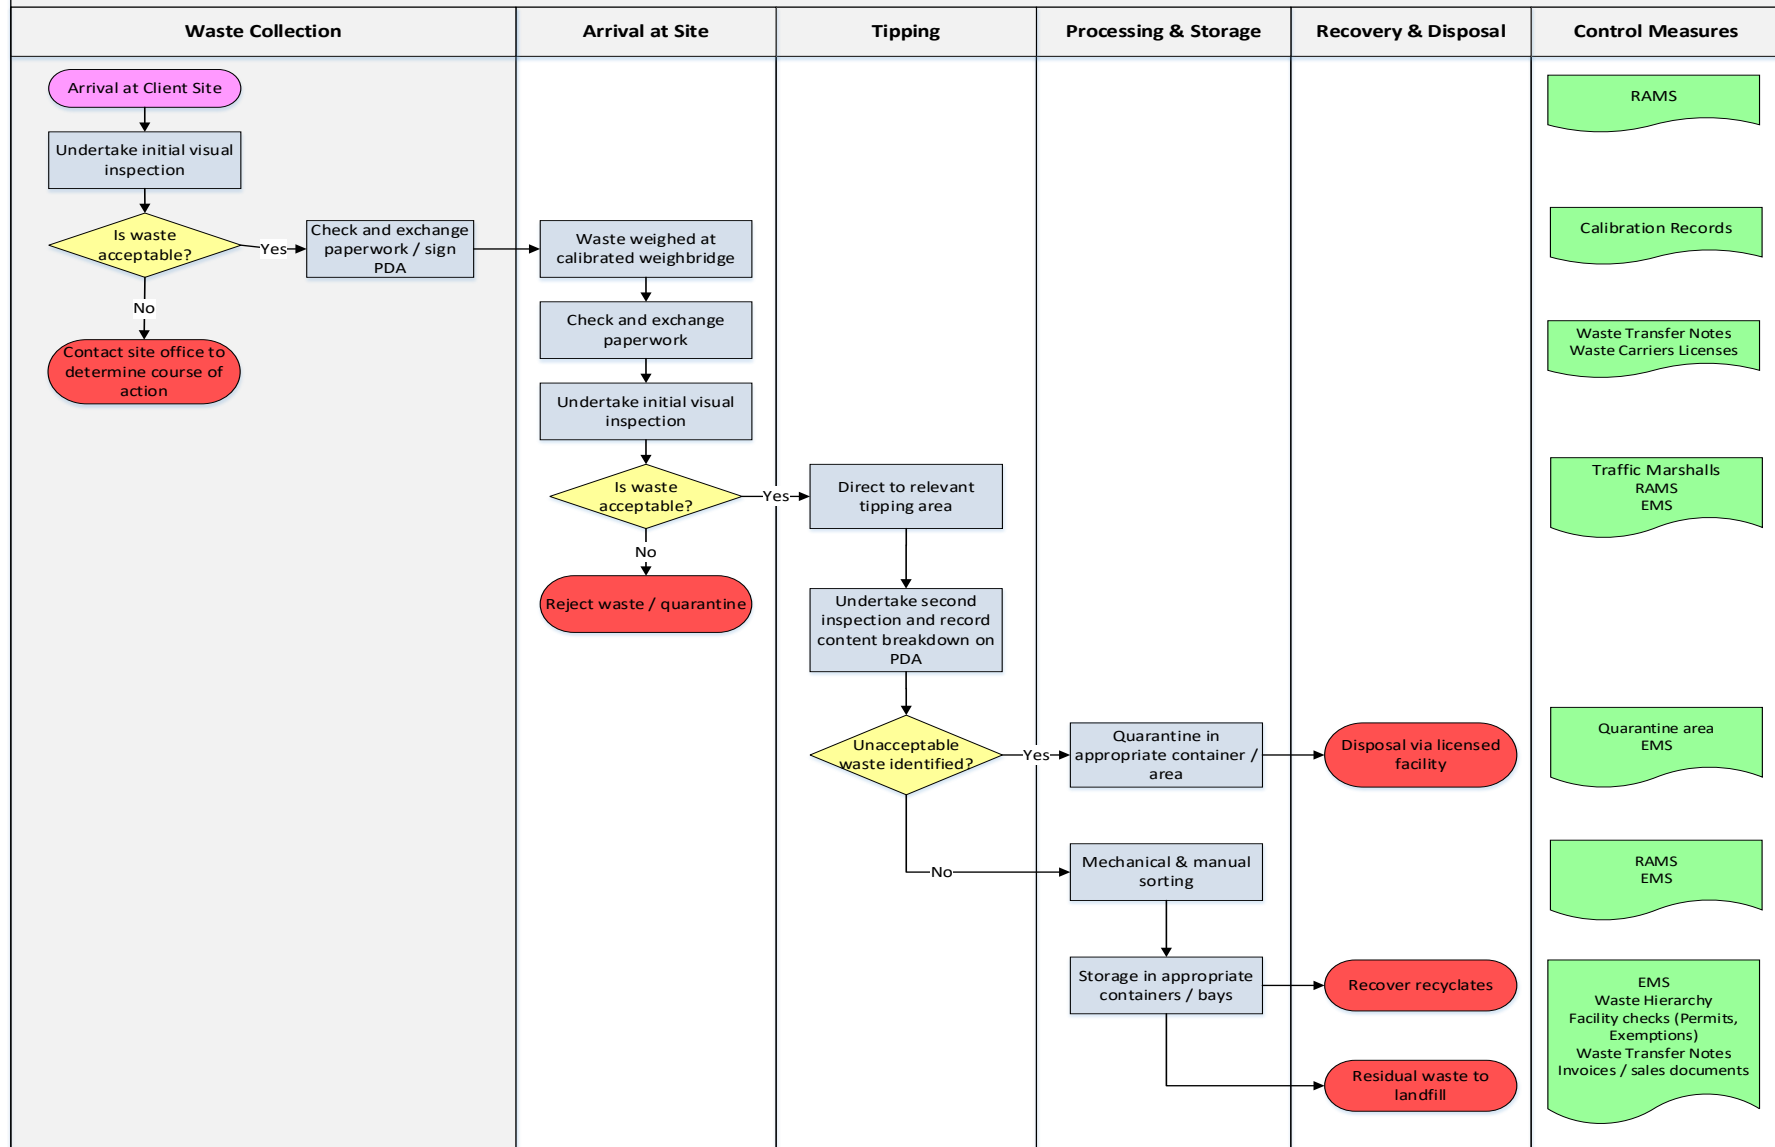 Waste Collection
Arrival at Site
Tipping
Processing & Storage
Recovery & Disposal
Control Measures
Arrival at Client Site
Undertake initial visual
inspection
Is waste
acceptable?
Yes
Check and exchange
paperwork / sign
PDA
No
Contact site office to
determine course of
action
Waste weighed at
calibrated weighbridge
Check and exchange
paperwork
Undertake initial visual
inspection
Is waste
acceptable?
Yes
No
Reject waste / quarantine
Direct to relevant
tipping area
Undertake second
inspection and record
content breakdown on
PDA
Unacceptable
waste identified?
Yes
No
Quarantine in
appropriate container /
area
Mechanical & manual
sorting
Storage in appropriate
containers / bays
Disposal via licensed
facility
Recover recyclates
Residual waste to
landfill
RAMS
Calibration Records
Waste Transfer Notes
Waste Carriers Licenses
Traffic Marshalls
RAMS
EMS
Quarantine area
EMS
RAMS
EMS
EMS
Waste Hierarchy
Facility checks (Permits,
Exemptions)
Waste Transfer Notes
Invoices / sales documents